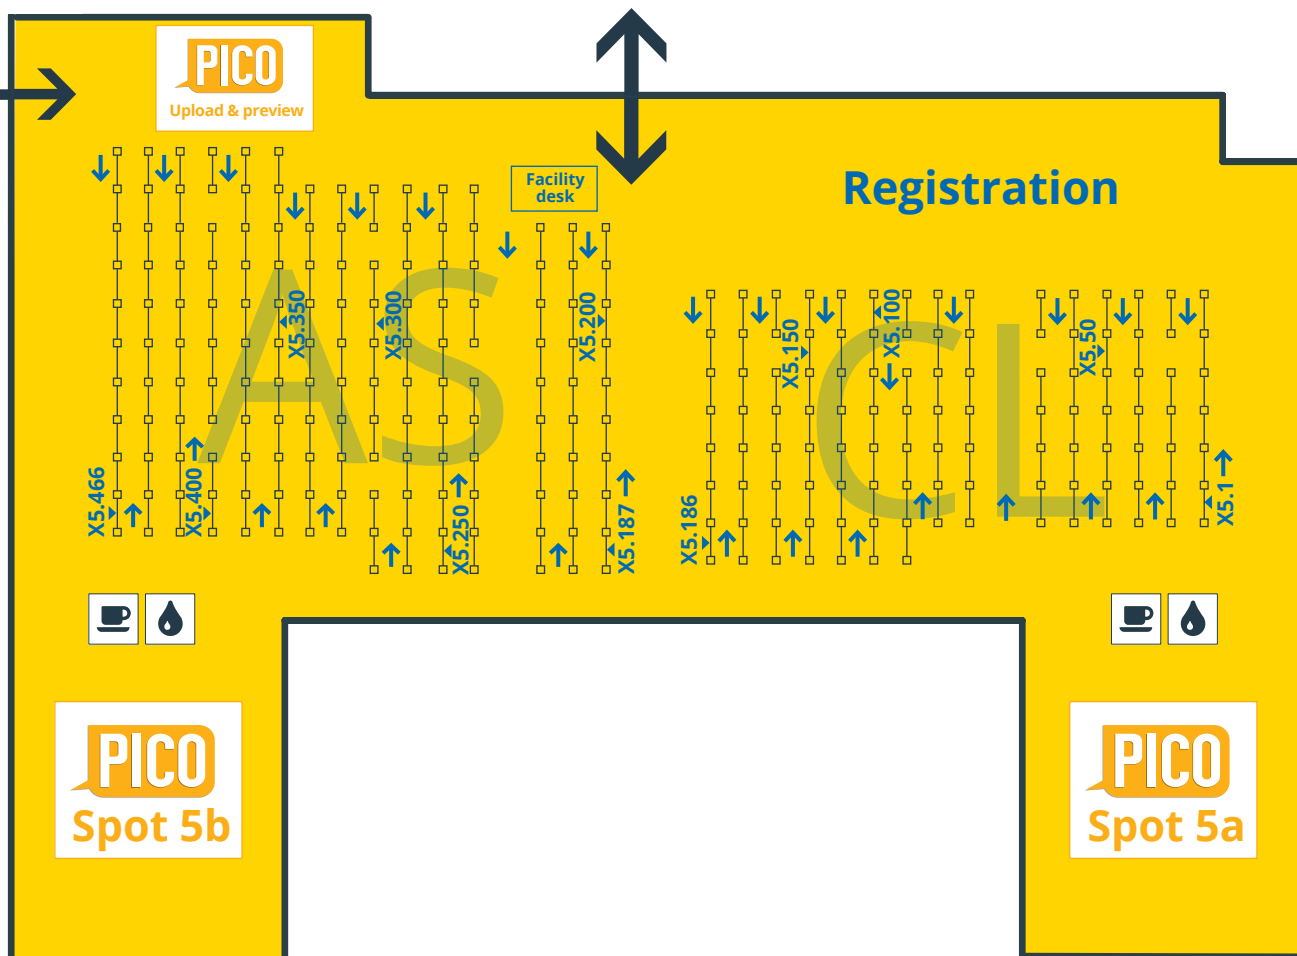 PICO
Upload & preview
Facility
desk
Registration
AS
CL
X5.350
X5.300
X5.200
X5.150
X5.100
X5.50
X5.466
X5.400
X5.250
X5.187
X5.186
X5.1
PICO
Spot 5b
PICO
Spot 5a